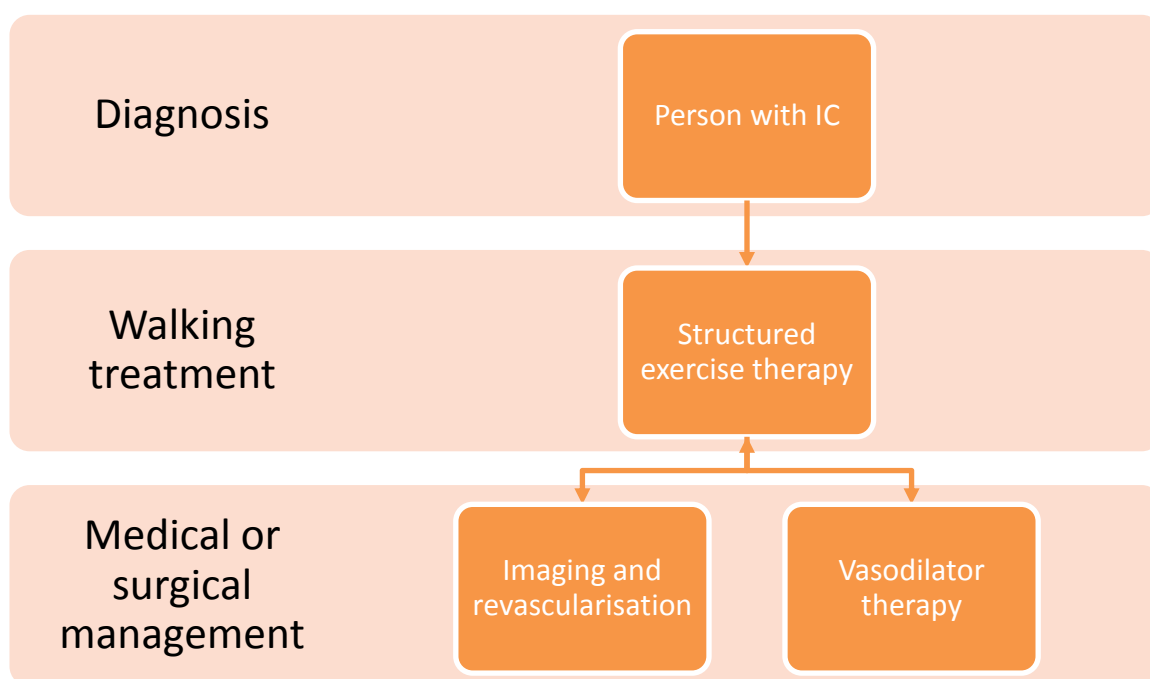 Diagnosis
Person with IC
Walking
treatment
Structured
exercise therapy
Medical or
surgical
management
Imaging and
revascularisation
Vasodilator
therapy